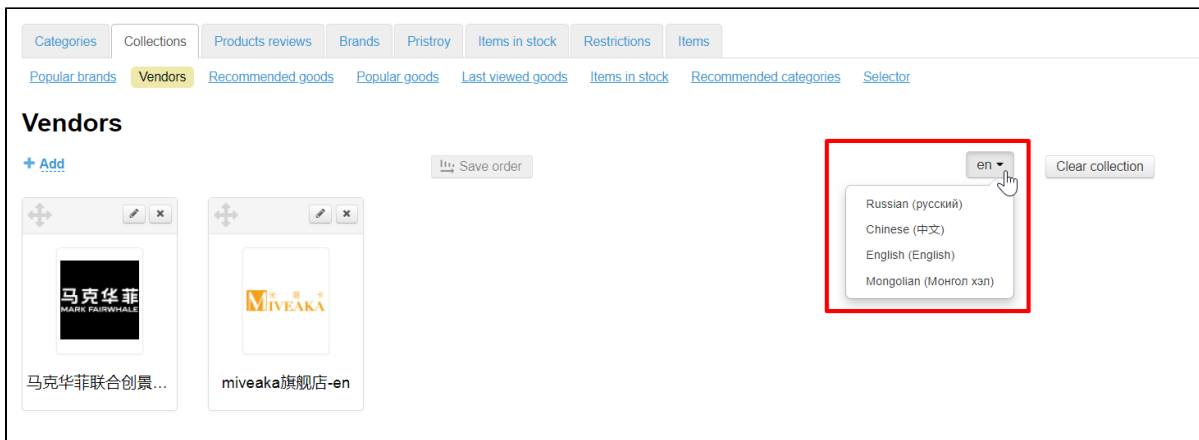 Categories Collections Products reviews Brands Pristroy Items in stock Restrictions Items
Popular brands Vendors Recommended goods Popular goods Last viewed goods Items in stock Recommended categories Selector
Vendors
Add Save order en Clear collection
Russian (русский)
Chinese (中文)
English (English)
Mongolian (Монгол хэл)
马克华菲
MARK FAIRWHALE
米薇卡
MIVEAKA
马克华菲联合创景...
miveaka旗舰店-en